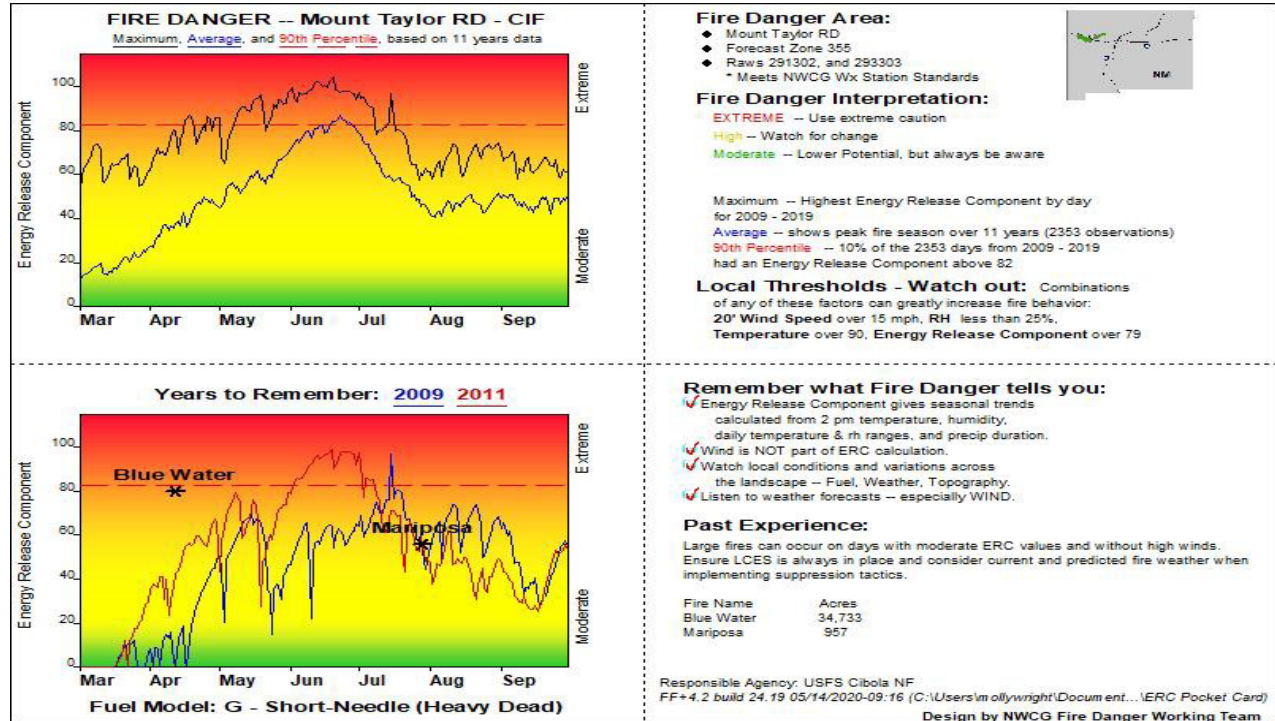 FIRE DANGER -- Mount Taylor RD - CIF
Maximum, Average, and 90th Percentile, based on 11 years data
Energy Release Component
100
80
60
40
20
0
Extreme
Moderate
Mar Apr May Jun Jul Aug Sep
Fire Danger Area:
Mount Taylor RD
Forecast Zone 355
Raws 291302, and 293303
* Meets NWCG Wx Station Standards
NM
Fire Danger Interpretation:
EXTREME -- Use extreme caution
High -- Watch for change
Moderate -- Lower Potential, but always be aware
Maximum -- Highest Energy Release Component by day
for 2009 - 2019
Average -- shows peak fire season over 11 years (2353 observations)
90th Percentile -- 10% of the 2353 days from 2009 - 2019
had an Energy Release Component above 82
Local Thresholds - Watch out: Combinations
of any of these factors can greatly increase fire behavior:
20' Wind Speed over 15 mph, RH less than 25%,
Temperature over 90, Energy Release Component over 79
Years to Remember: 2009 2011
Energy Release Component
100
80
60
40
20
0
Blue Water
Mariposa
Extreme
Moderate
Mar Apr May Jun Jul Aug Sep
Fuel Model: G - Short-Needle (Heavy Dead)
Remember what Fire Danger tells you:
Energy Release Component gives seasonal trends
calculated from 2 pm temperature, humidity,
daily temperature & rh ranges, and precip duration.
Wind is NOT part of ERC calculation.
Watch local conditions and variations across
the landscape -- Fuel, Weather, Topography.
Listen to weather forecasts -- especially WIND.
Past Experience:
Large fires can occur on days with moderate ERC values and without high winds.
Ensure LCES is always in place and consider current and predicted fire weather when
implementing suppression tactics.
Fire Name Acres
Blue Water 34,733
Mariposa 957
Responsible Agency: USFS Cibola NF
FF+4.2 build 24.19 05/14/2020-09:16 (C:\Users\mollywright\Document...\ERC Pocket Card)
Design by NWCG Fire Danger Working Team